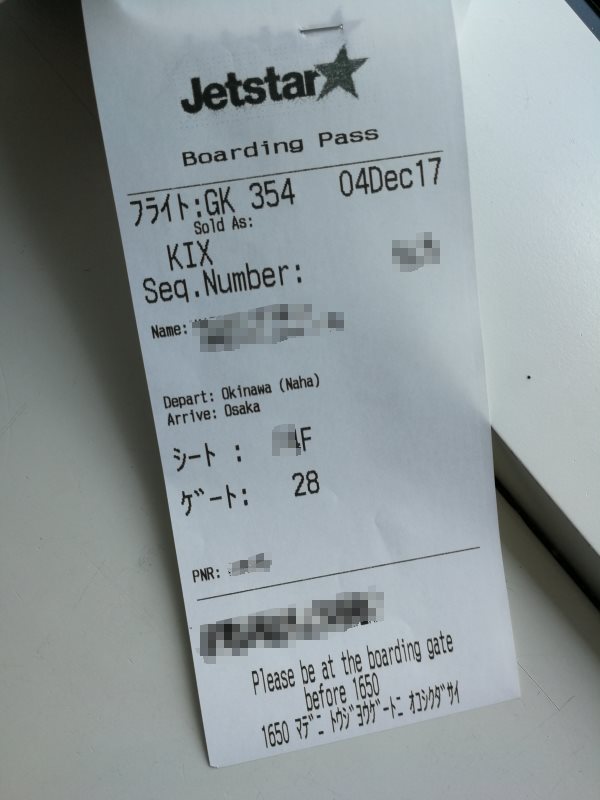 Jetstar
Boarding Pass
フライト:GK 354 04Dec17
Sold As:
KIX
Seq.Number:
Name:
Depart: Okinawa (Naha)
Arrive: Osaka
シート : F
ゲート: 28
PNR:
Please be at the boarding gate
before 1650
1650 マデニ トウジョウゲートニ オコシクダサイ